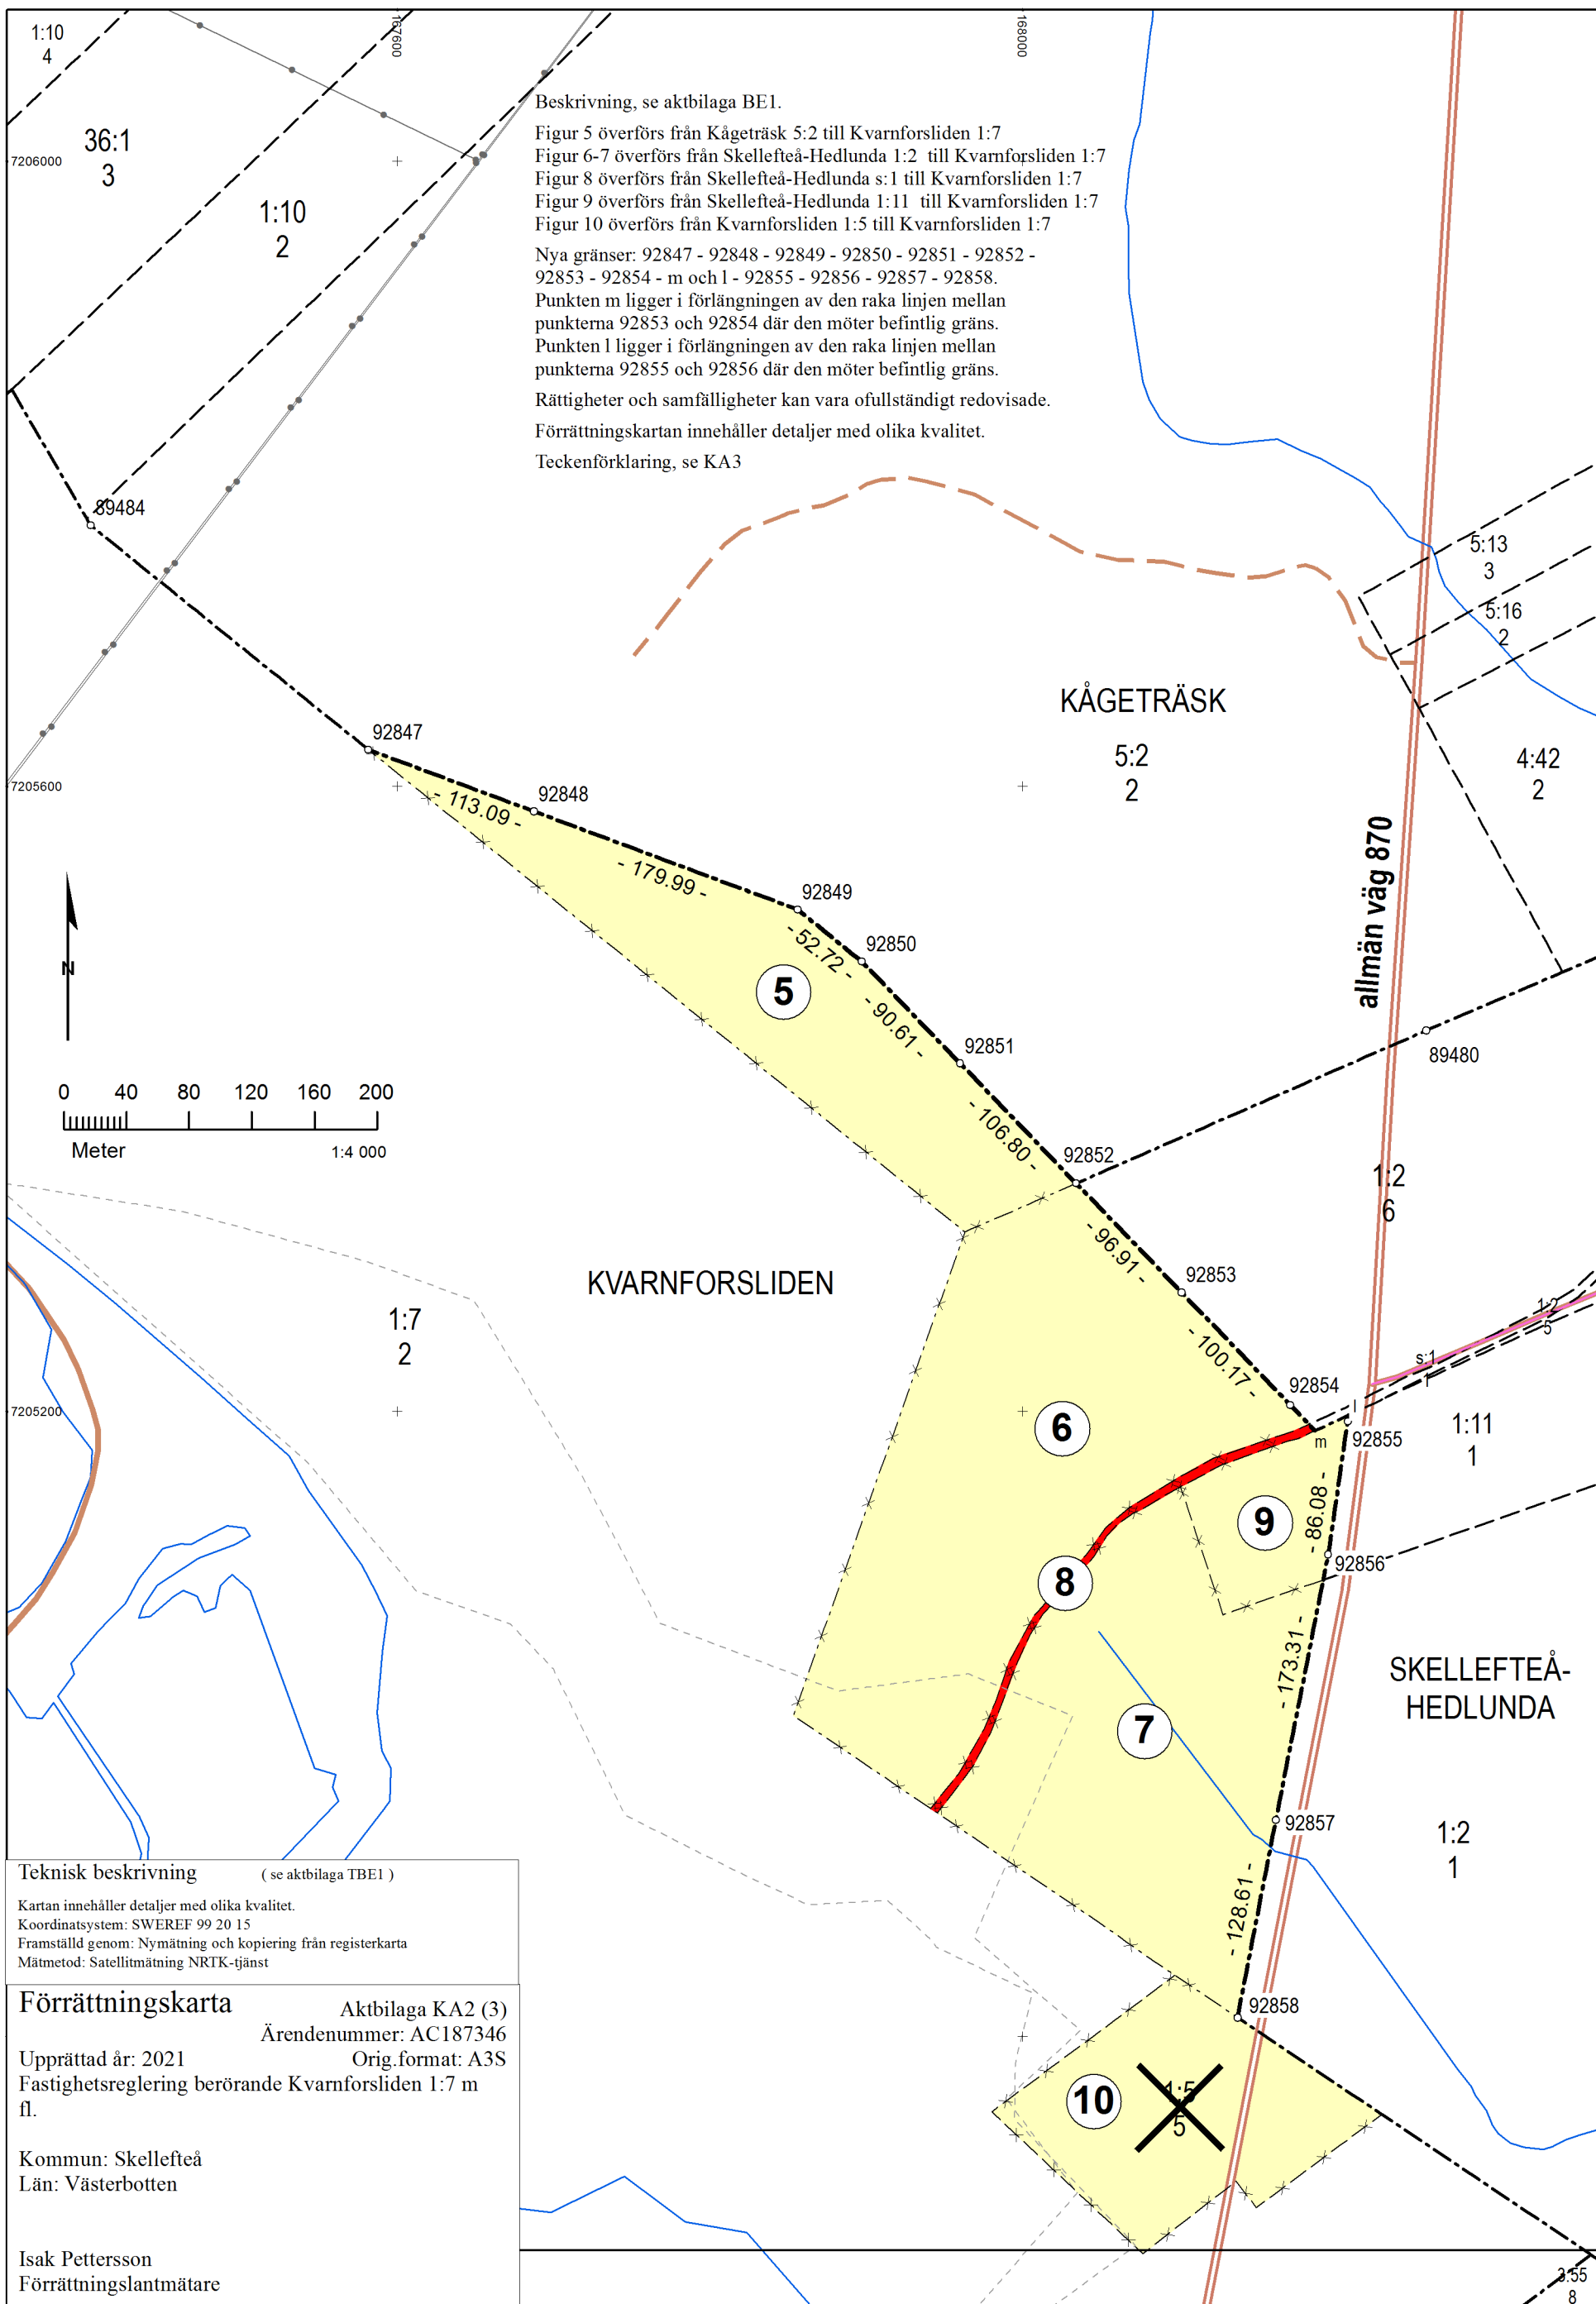 1:10
4
167600
168000
Beskrivning, se aktbilaga BE1.
Figur 5 överförs från Kågeträsk 5:2 till Kvarnforsliden 1:7
Figur 6-7 överförs från Skellefteå-Hedlunda 1:2 till Kvarnforsliden 1:7
Figur 8 överförs från Skellefteå-Hedlunda s:1 till Kvarnforsliden 1:7
Figur 9 överförs från Skellefteå-Hedlunda 1:11 till Kvarnforsliden 1:7
Figur 10 överförs från Kvarnforsliden 1:5 till Kvarnforsliden 1:7
Nya gränser: 92847 - 92848 - 92849 - 92850 - 92851 - 92852 -
92853 - 92854 - m och l - 92855 - 92856 - 92857 - 92858.
Punkten m ligger i förlängningen av den raka linjen mellan
punkterna 92853 och 92854 där den möter befintlig gräns.
Punkten l ligger i förlängningen av den raka linjen mellan
punkterna 92855 och 92856 där den möter befintlig gräns.
Rättigheter och samfälligheter kan vara ofullständigt redovisade.
Förrättningskartan innehåller detaljer med olika kvalitet.
Teckenförklaring, se KA3
36:1
3
7206000
1:10
2
89484
5:13
3
5:16
2
KÅGETRÄSK
5:2
2
4:42
2
92847
7205600
- 113.09 -
92848
- 179.99 -
92849
- 52.72 -
92850
allmän väg 870
N
5
- 90.61 -
92851
89480
0 40 80 120 160 200
Meter
1:4 000
- 106.80 -
92852
1:2
6
- 96.91 -
92853
KVARNFORSLIDEN
1:7
2
1:2
5
- 100.17 -
s:1
1
92854
l
7205200
6
m
92855
1:11
1
9
- 86.08 -
92856
8
- 173.31 -
SKELLEFTEÅ-
HEDLUNDA
7
92857
1:2
1
- 128.61 -
92858
10
1:5
5
3:55
8
Teknisk beskrivning ( se aktbilaga TBE1 )
Kartan innehåller detaljer med olika kvalitet.
Koordinatsystem: SWEREF 99 20 15
Framställd genom: Nymätning och kopiering från registerkarta
Mätmetod: Satellitmätning NRTK-tjänst
Förrättningskarta
Aktbilaga KA2 (3)
Ärendenummer: AC187346
Upprättad år: 2021 Orig.format: A3S
Fastighetsreglering berörande Kvarnforsliden 1:7 m
fl.
Kommun: Skellefteå
Län: Västerbotten
Isak Pettersson
Förrättningslantmätare